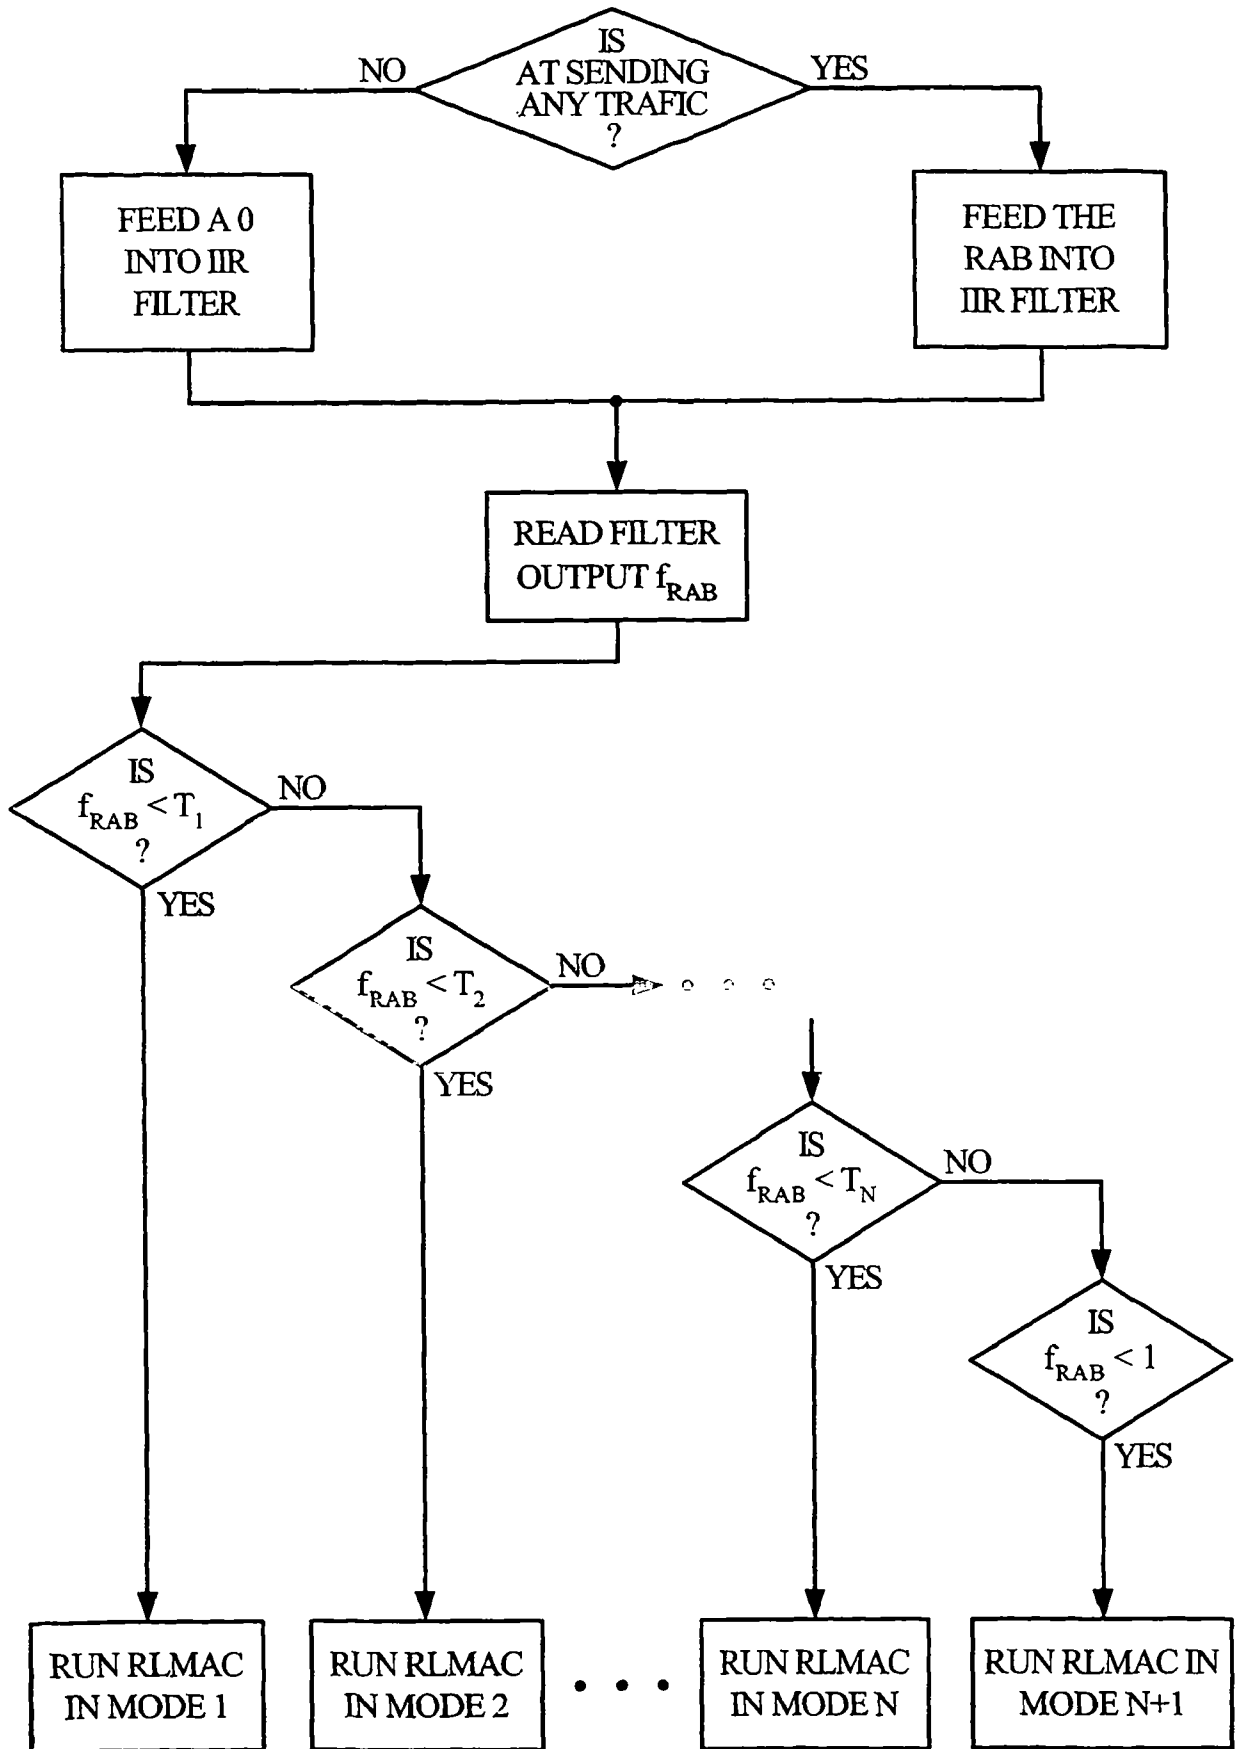 IS
AT SENDING
ANY TRAFIC
?
NO
YES
FEED A 0
INTO IIR
FILTER
FEED THE
RAB INTO
IIR FILTER
READ FILTER
OUTPUT fRAB
IS
fRAB < T1
?
NO
YES
IS
fRAB < T2
?
NO
YES
IS
fRAB < TN
?
NO
YES
IS
fRAB < 1
?
YES
RUN RLMAC
IN MODE 1
RUN RLMAC
IN MODE 2
RUN RLMAC
IN MODE N
RUN RLMAC IN
MODE N+1